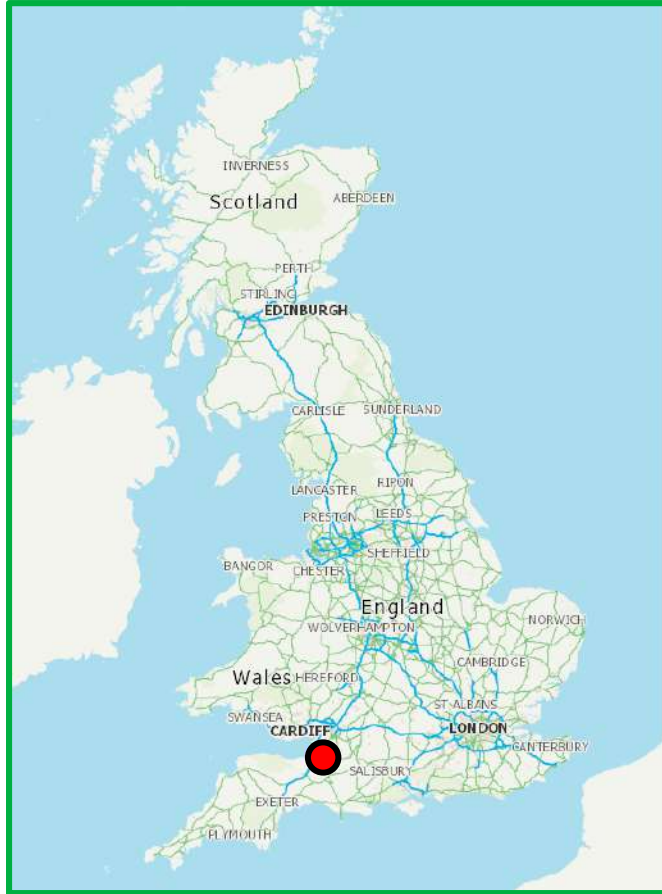 INVERNESS
Scotland
ABERDEEN
PERTH
STIRLING
EDINBURGH
CARLISLE
SUNDERLAND
LANCASTER
RIPON
PRESTON
LEEDS
SHEFFIELD
BANGOR
CHESTER
England
NORWICH
WOLVERHAMPTON
CAMBRIDGE
Wales
HEREFORD
ST ALBANS
SWANSEA
CARDIFF
LONDON
CANTERBURY
SALISBURY
EXETER
PLYMOUTH